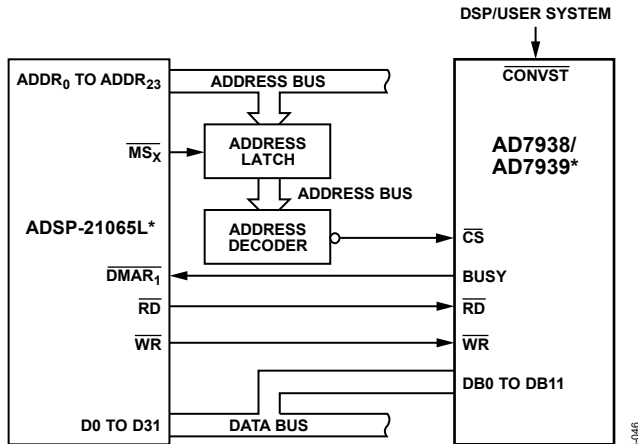 DSP/USER SYSTEM
ADDR0 TO ADDR23
ADDRESS BUS
CONVST
MSX
ADDRESS
LATCH
AD7938/
AD7939*
ADDRESS BUS
ADSP-21065L*
ADDRESS
DECODER
CS
DMAR1
BUSY
RD
RD
WR
WR
DB0 TO DB11
D0 TO D31
DATA BUS
-046